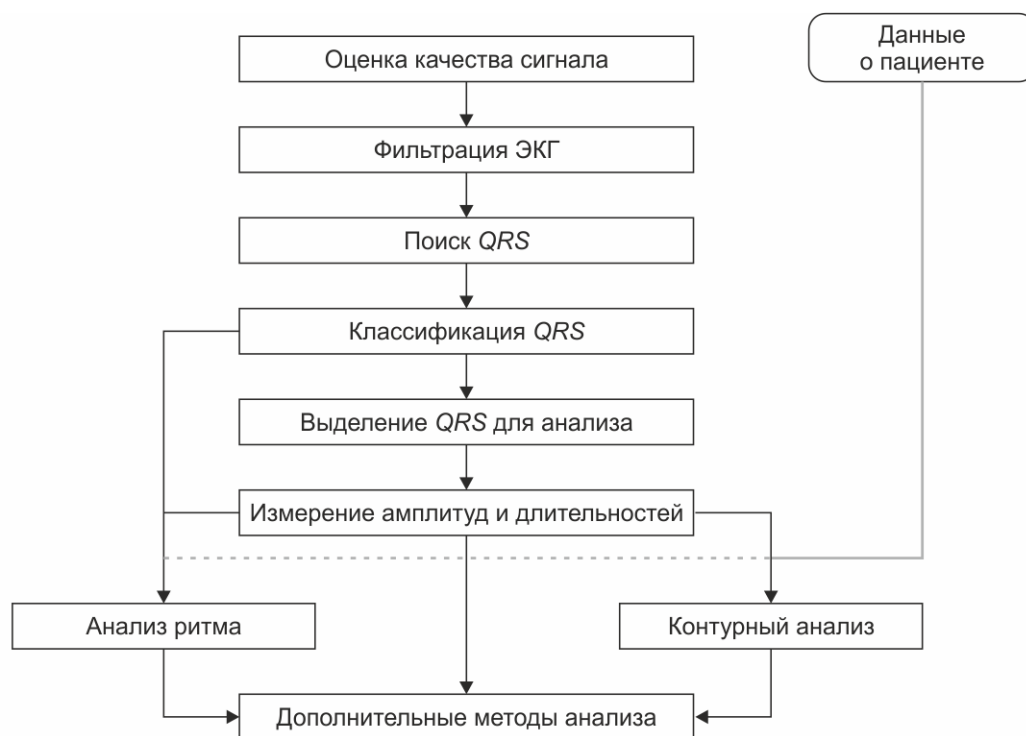 Оценка качества сигнала
Данные
о пациенте
Фильтрация ЭКГ
Поиск QRS
Классификация QRS
Выделение QRS для анализа
Измерение амплитуд и длительностей
Анализ ритма
Контурный анализ
Дополнительные методы анализа